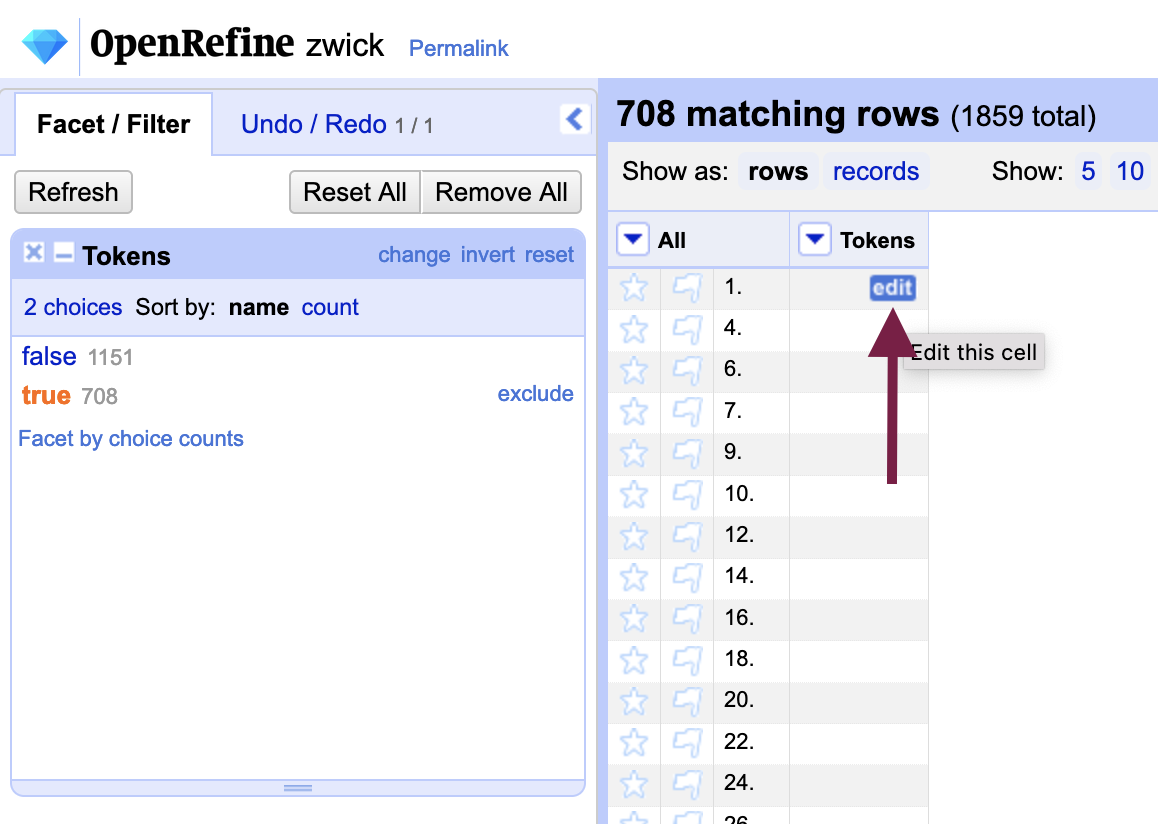 OpenRefine zwick Permalink
Facet / Filter Undo / Redo 1 / 1
Refresh Reset All Remove All
Tokens change invert reset
2 choices Sort by: name count
false 1151
true 708 exclude
Facet by choice counts
708 matching rows (1859 total)
Show as: rows records Show: 5 10
All Tokens
1. edit
Edit this cell
4.
6.
7.
9.
10.
12.
14.
16.
18.
20.
22.
24.
26.